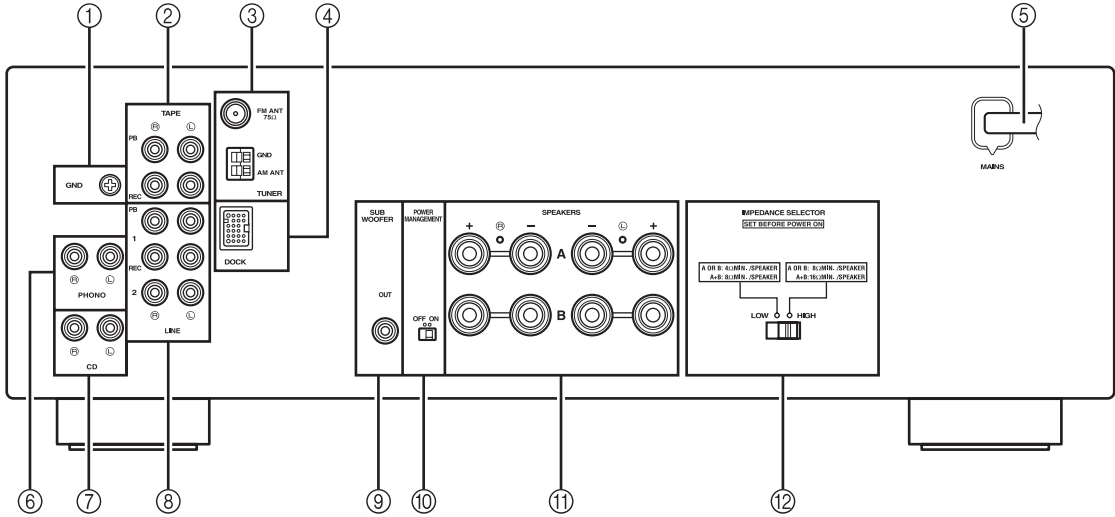 ① ② ③ ④ ⑤
TAPE
Ⓡ Ⓛ
PB
REC
GND
FM ANT
75Ω
GND
AM ANT
TUNER
DOCK
PB
1
REC
2
Ⓡ Ⓛ
LINE
Ⓡ Ⓛ
PHONO
Ⓡ Ⓛ
CD
SUB
WOOFER
OUT
POWER
MANAGEMENT
OFF ON
SPEAKERS
+ Ⓡ − − Ⓛ +
A
B
IMPEDANCE SELECTOR
SET BEFORE POWER ON
A OR B: 4ΩMIN. /SPEAKER
A+B: 8ΩMIN. /SPEAKER
A OR B: 8ΩMIN. /SPEAKER
A+B:16ΩMIN. /SPEAKER
LOW HIGH
MAINS
⑥ ⑦ ⑧ ⑨ ⑩ ⑪ ⑫